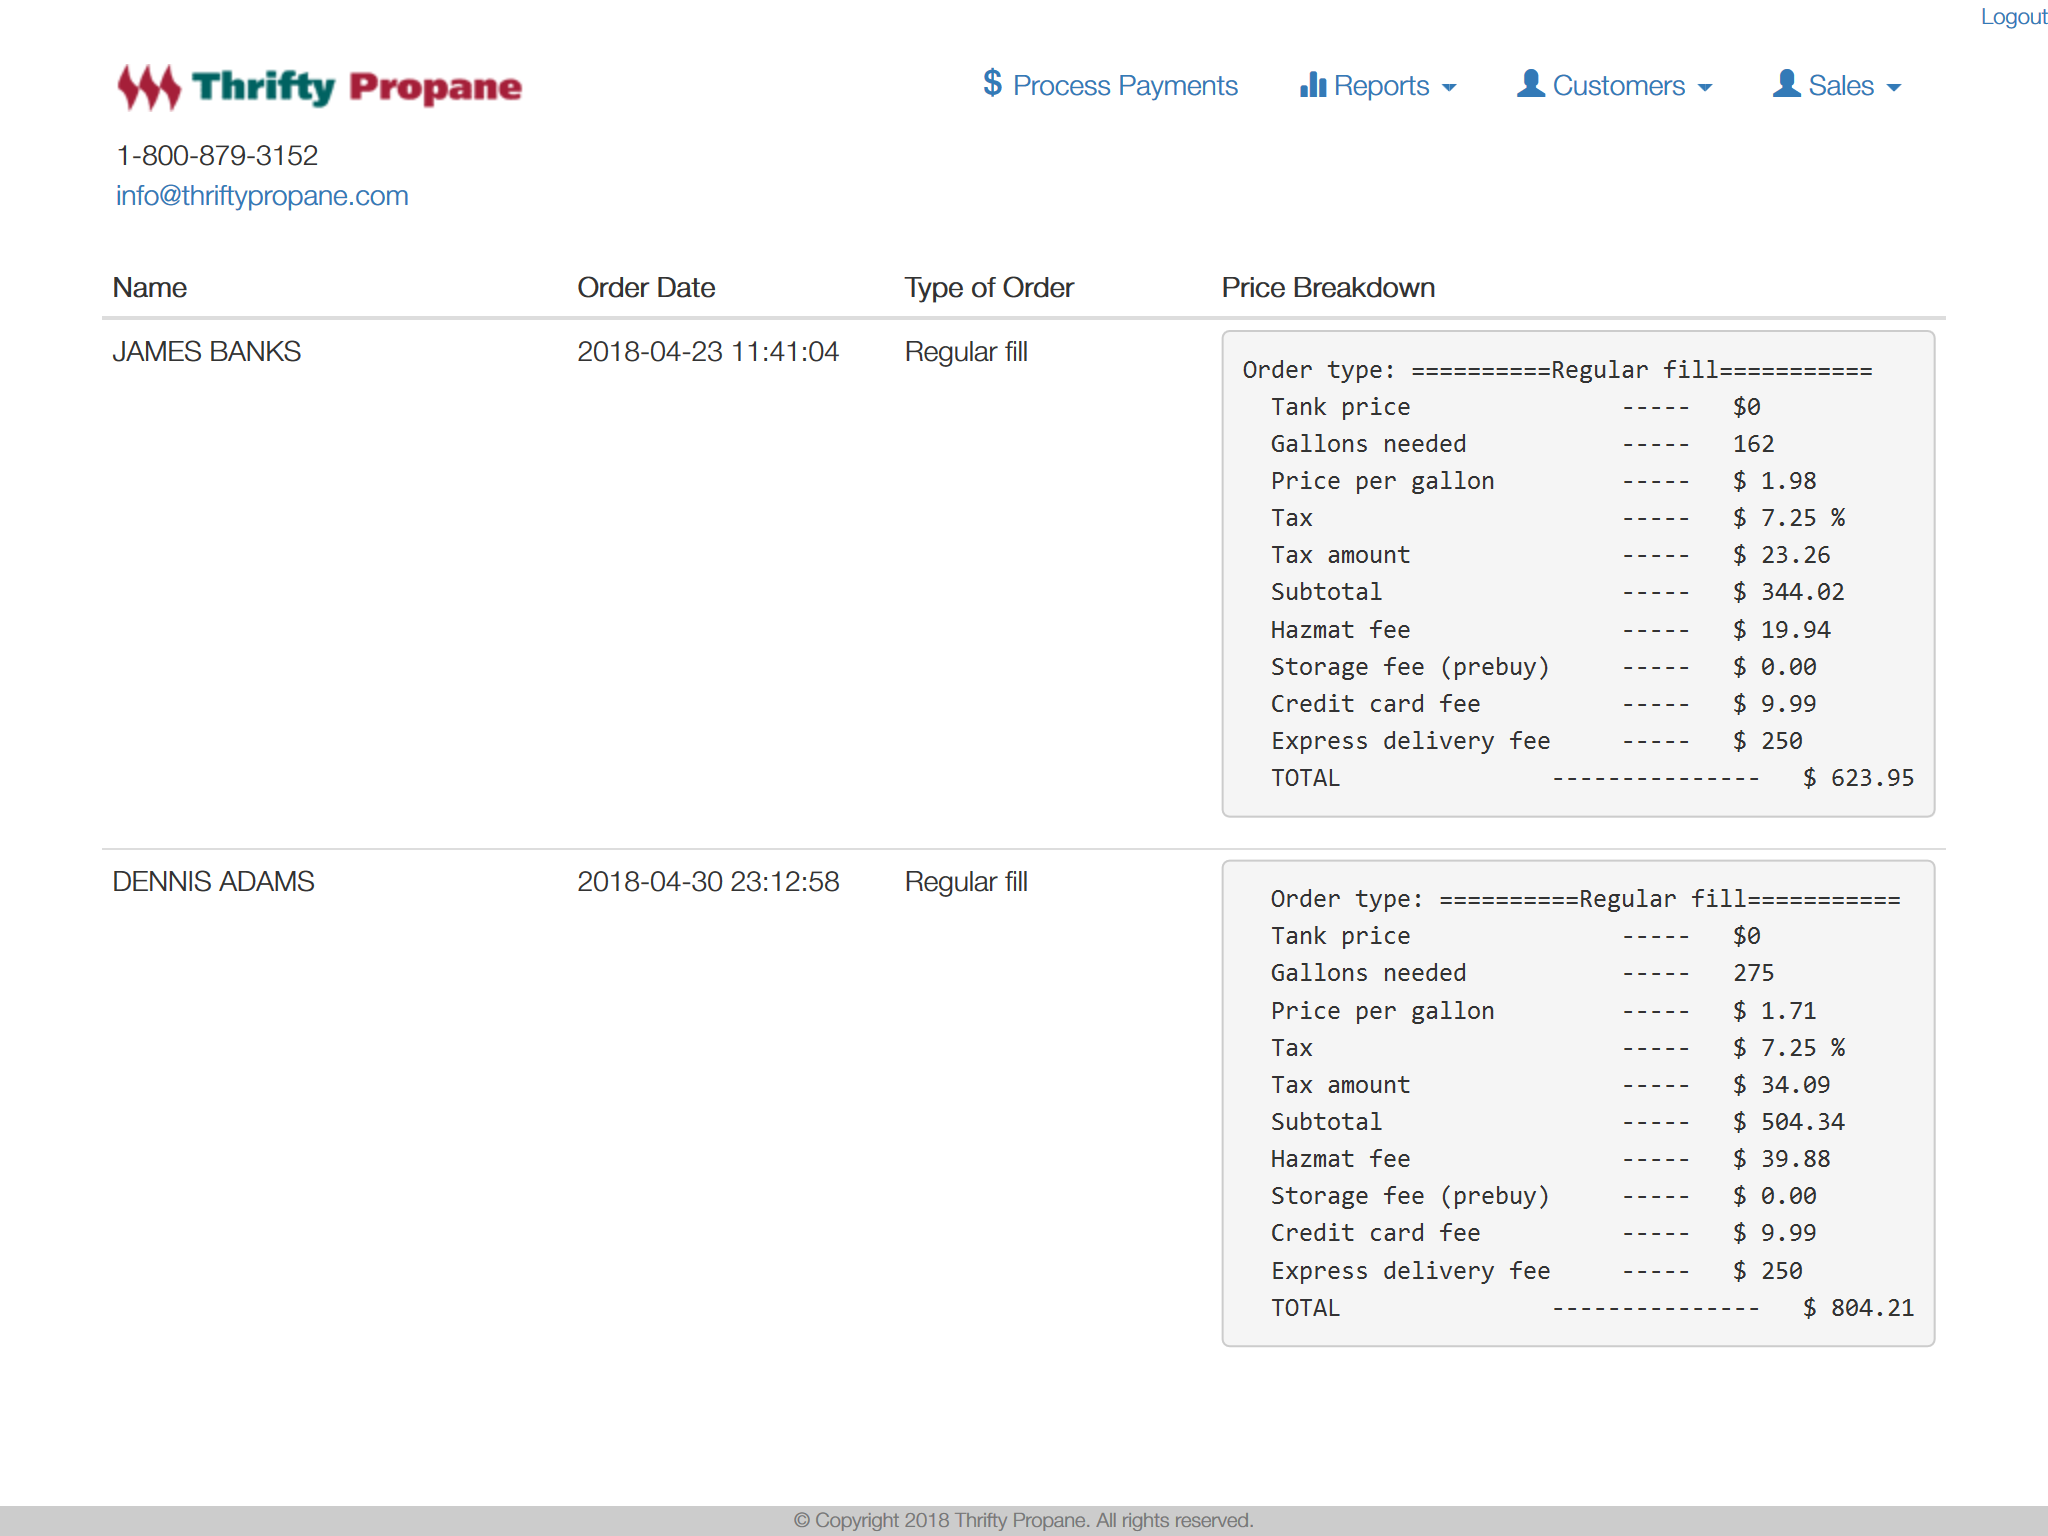 Logout
Thrifty Propane
$ Process Payments Reports Customers Sales
1-800-879-3152
info@thriftypropane.com
Name Order Date Type of Order Price Breakdown
JAMES BANKS 2018-04-23 11:41:04 Regular fill
Order type: ==========Regular fill===========
Tank price ----- $0
Gallons needed ----- 162
Price per gallon ----- $ 1.98
Tax ----- $ 7.25 %
Tax amount ----- $ 23.26
Subtotal ----- $ 344.02
Hazmat fee ----- $ 19.94
Storage fee (prebuy) ----- $ 0.00
Credit card fee ----- $ 9.99
Express delivery fee ----- $ 250
TOTAL --------------- $ 623.95
DENNIS ADAMS 2018-04-30 23:12:58 Regular fill
Order type: ==========Regular fill===========
Tank price ----- $0
Gallons needed ----- 275
Price per gallon ----- $ 1.71
Tax ----- $ 7.25 %
Tax amount ----- $ 34.09
Subtotal ----- $ 504.34
Hazmat fee ----- $ 39.88
Storage fee (prebuy) ----- $ 0.00
Credit card fee ----- $ 9.99
Express delivery fee ----- $ 250
TOTAL --------------- $ 804.21
© Copyright 2018 Thrifty Propane. All rights reserved.